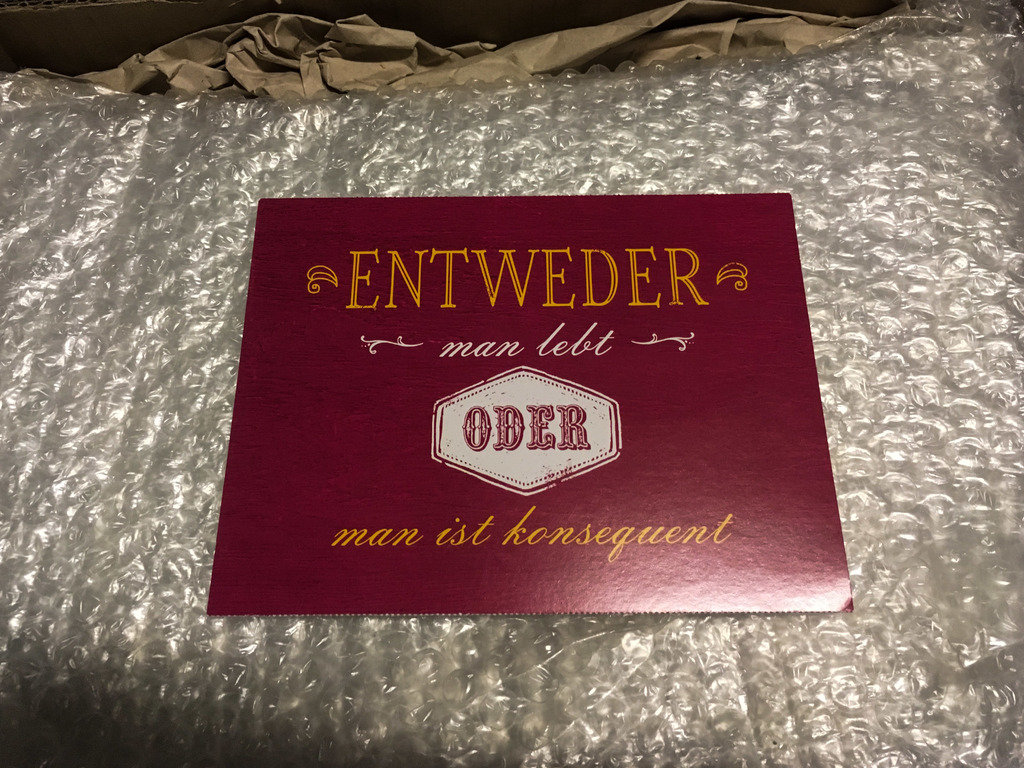 ENTWEDER
man lebt
ODER
man ist konsequent